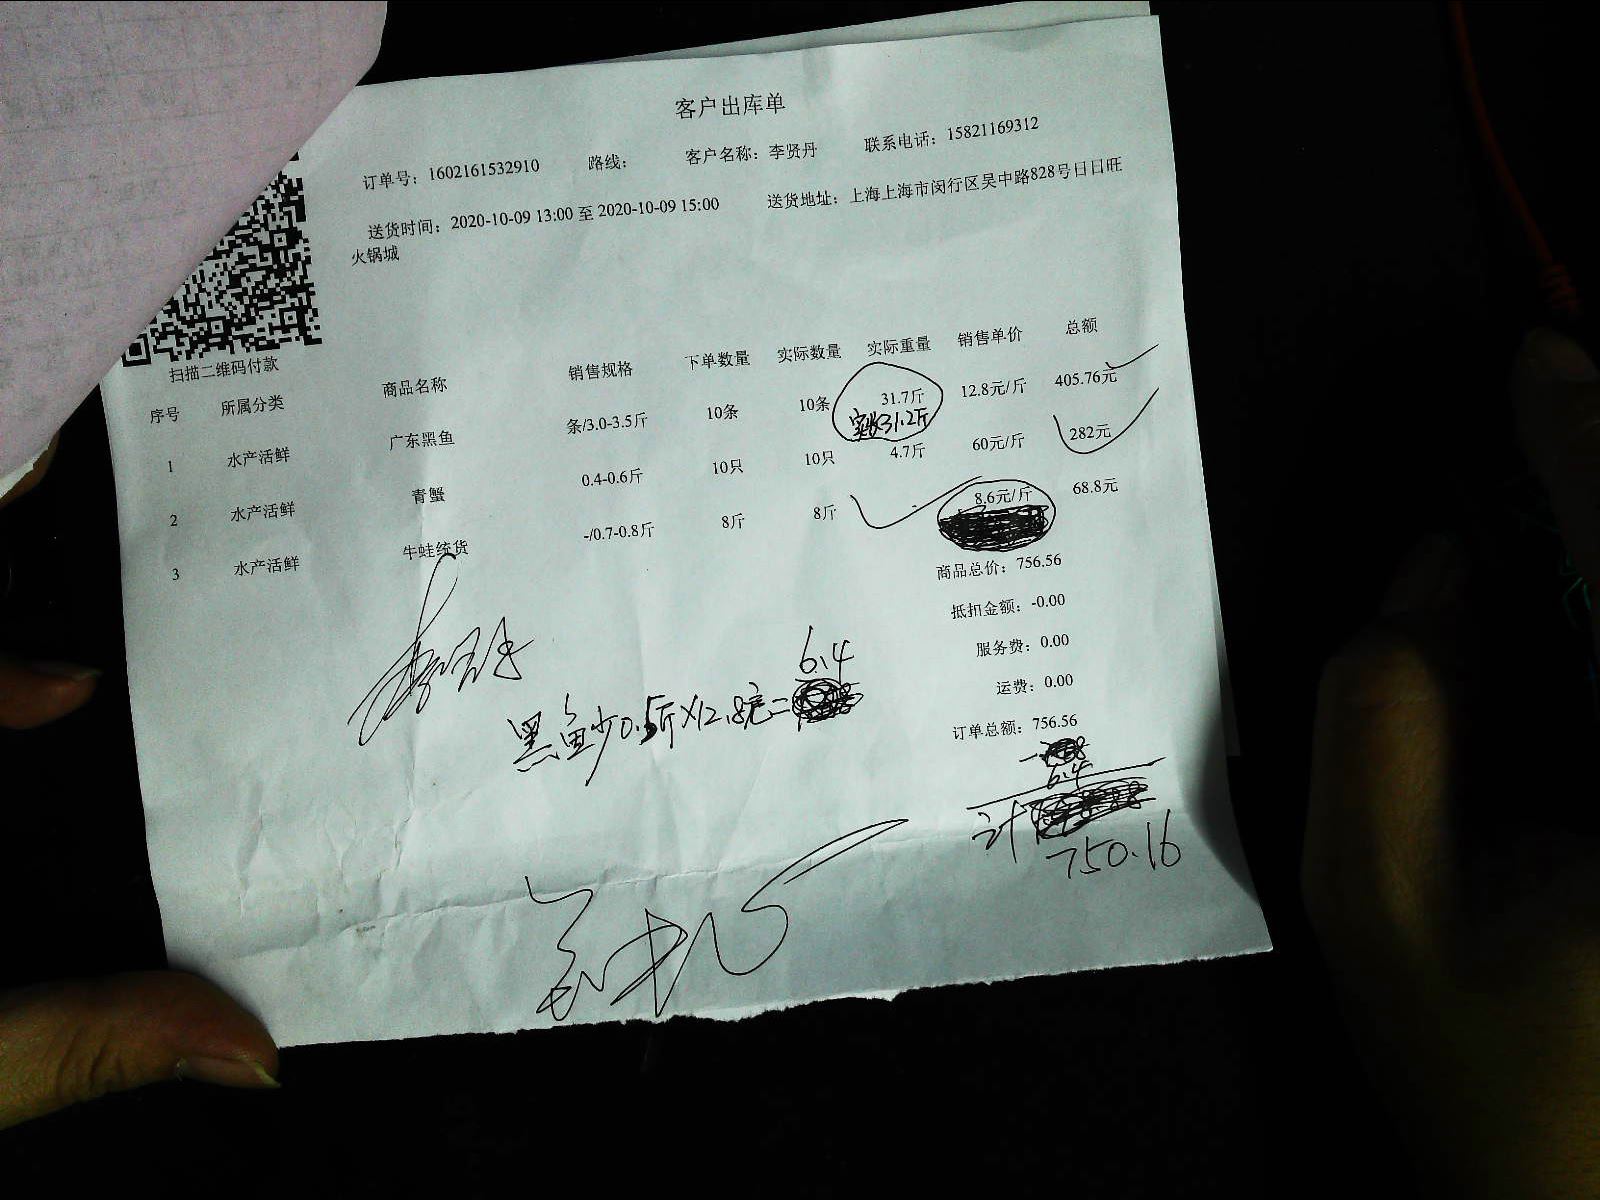 客户出库单
订单号：1602161532910 路线： 客户名称：李贤丹 联系电话：15821169312
送货时间：2020-10-09 13:00 至 2020-10-09 15:00 送货地址：上海上海市闵行区吴中路828号日日旺
火锅城
扫描二维码付款
序号 所属分类 商品名称 销售规格 下单数量 实际数量 实际重量 销售单价 总额
1 水产活鲜 广东黑鱼 条/3.0-3.5斤 10条 10条 31.7斤 12.8元/斤 405.76元
实收31.2斤
2 水产活鲜 青蟹 0.4-0.6斤 10只 10只 4.7斤 60元/斤 282元
3 水产活鲜 牛蛙统货 -/0.7-0.8斤 8斤 8斤 8.6元/斤 68.8元
商品总价：756.56
抵扣金额：-0.00
服务费：0.00
运费：0.00
订单总额：756.56
6.4
黑鱼少0.5斤×12.8元=
6.4
计
750.16